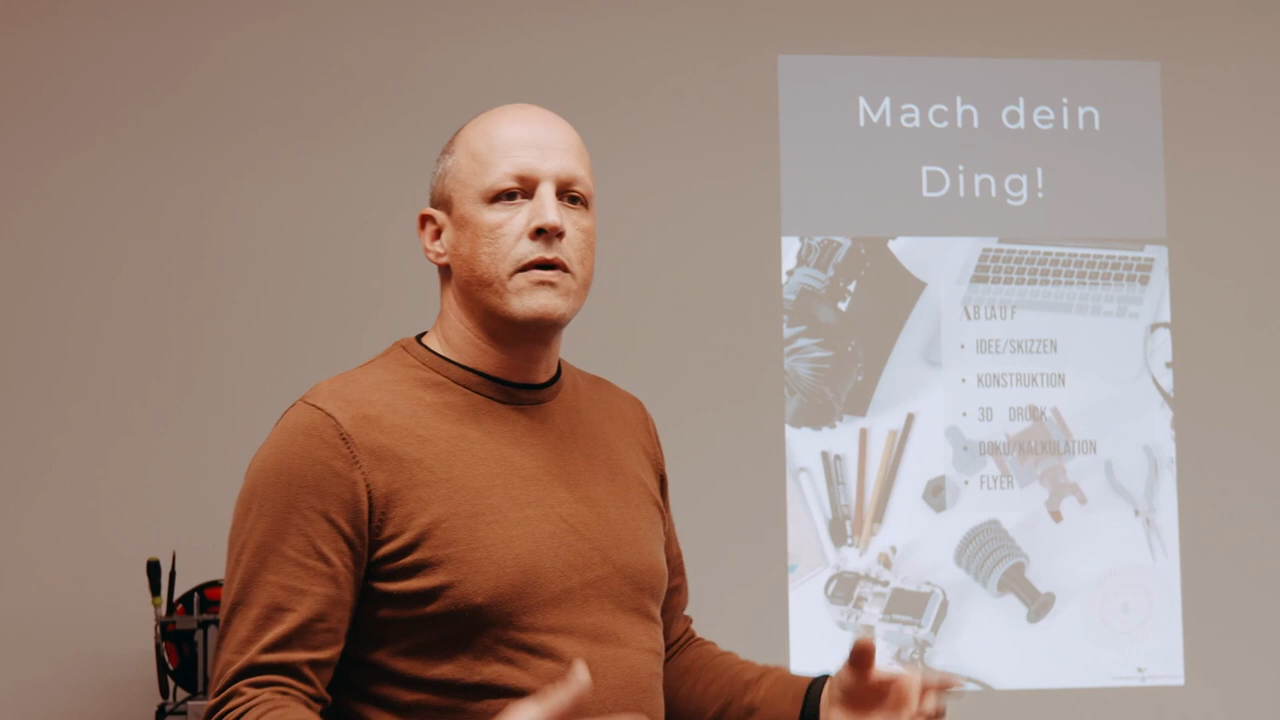 Mach dein
Ding!
ABLAUF
• IDEE/SKIZZEN
• KONSTRUKTION
• 3D DRUCK
• DOKU/KALKULATION
• FLYER